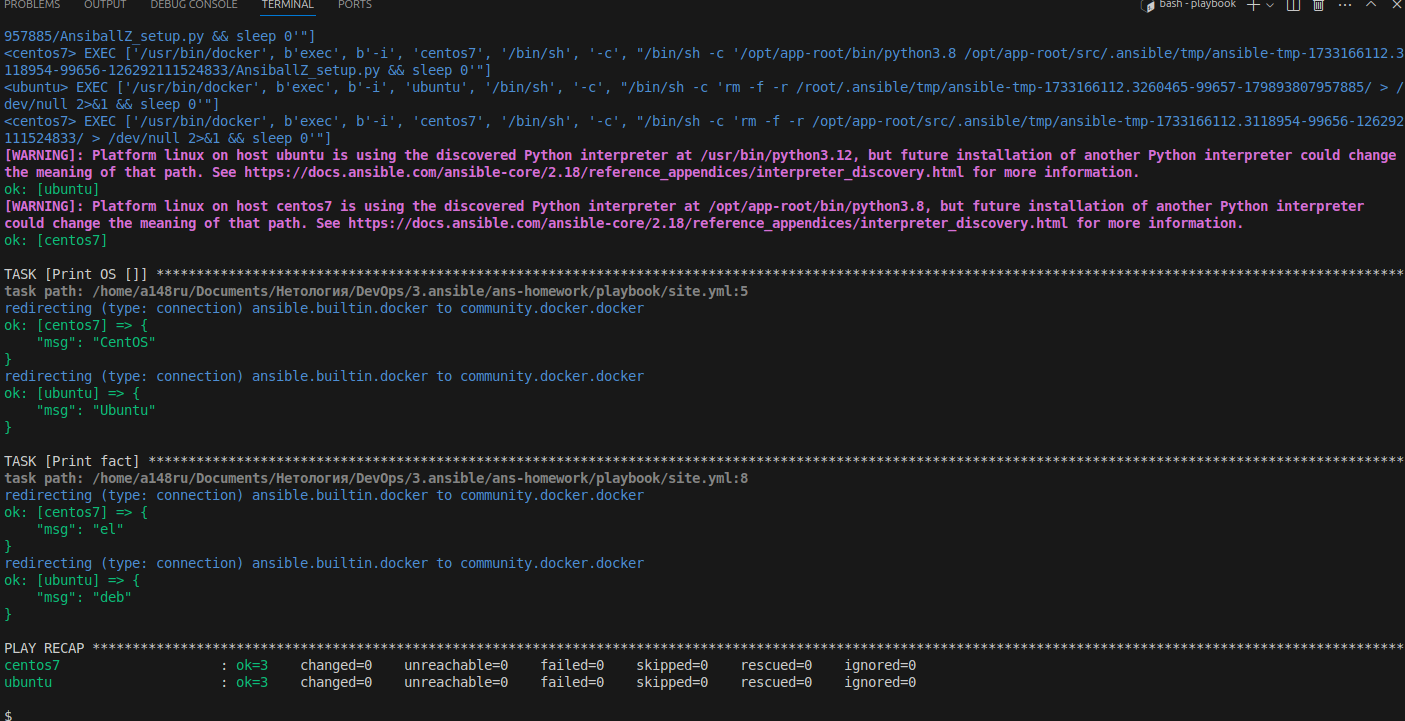 PROBLEMS OUTPUT DEBUG CONSOLE TERMINAL PORTS bash - playbook
957885/AnsiballZ_setup.py && sleep 0'"]
<centos7> EXEC ['/usr/bin/docker', b'exec', b'-i', 'centos7', '/bin/sh', '-c', "/bin/sh -c '/opt/app-root/bin/python3.8 /opt/app-root/src/.ansible/tmp/ansible-tmp-1733166112.3
118954-99656-126292111524833/AnsiballZ_setup.py && sleep 0'"]
<ubuntu> EXEC ['/usr/bin/docker', b'exec', b'-i', 'ubuntu', '/bin/sh', '-c', "/bin/sh -c 'rm -f -r /root/.ansible/tmp/ansible-tmp-1733166112.3260465-99657-179893807957885/ > /
dev/null 2>&1 && sleep 0'"]
<centos7> EXEC ['/usr/bin/docker', b'exec', b'-i', 'centos7', '/bin/sh', '-c', "/bin/sh -c 'rm -f -r /opt/app-root/src/.ansible/tmp/ansible-tmp-1733166112.3118954-99656-126292
111524833/ > /dev/null 2>&1 && sleep 0'"]
[WARNING]: Platform linux on host ubuntu is using the discovered Python interpreter at /usr/bin/python3.12, but future installation of another Python interpreter could change
the meaning of that path. See https://docs.ansible.com/ansible-core/2.18/reference_appendices/interpreter_discovery.html for more information.
ok: [ubuntu]
[WARNING]: Platform linux on host centos7 is using the discovered Python interpreter at /opt/app-root/bin/python3.8, but future installation of another Python interpreter
could change the meaning of that path. See https://docs.ansible.com/ansible-core/2.18/reference_appendices/interpreter_discovery.html for more information.
ok: [centos7]
TASK [Print OS []] ************************************************************************************************************************************************************
task path: /home/a148ru/Documents/Нетология/DevOps/3.ansible/ans-homework/playbook/site.yml:5
redirecting (type: connection) ansible.builtin.docker to community.docker.docker
ok: [centos7] => {
    "msg": "CentOS"
}
redirecting (type: connection) ansible.builtin.docker to community.docker.docker
ok: [ubuntu] => {
    "msg": "Ubuntu"
}
TASK [Print fact] *************************************************************************************************************************************************************
task path: /home/a148ru/Documents/Нетология/DevOps/3.ansible/ans-homework/playbook/site.yml:8
redirecting (type: connection) ansible.builtin.docker to community.docker.docker
ok: [centos7] => {
    "msg": "el"
}
redirecting (type: connection) ansible.builtin.docker to community.docker.docker
ok: [ubuntu] => {
    "msg": "deb"
}
PLAY RECAP ********************************************************************************************************************************************************************
centos7                    : ok=3    changed=0    unreachable=0    failed=0    skipped=0    rescued=0    ignored=0
ubuntu                     : ok=3    changed=0    unreachable=0    failed=0    skipped=0    rescued=0    ignored=0
$